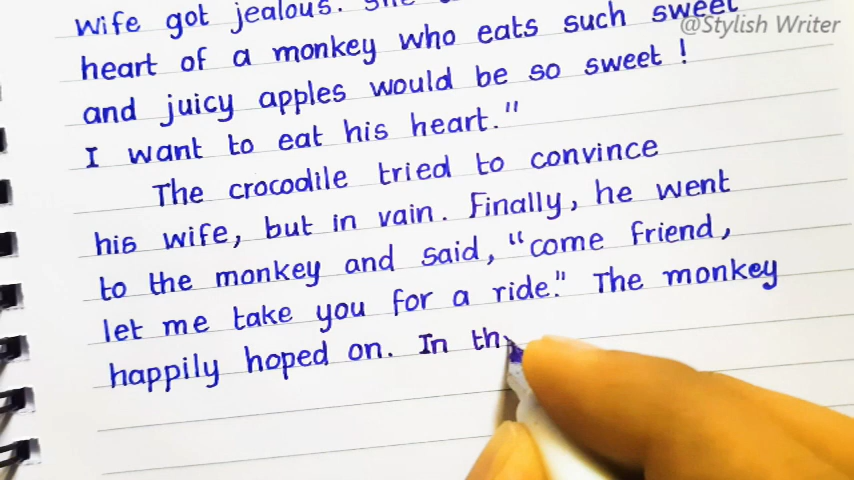 wife got jealous. She
@Stylish Writer
heart of a monkey who eats such sweet
and juicy apples would be so sweet !
I want to eat his heart."
The crocodile tried to convince
his wife, but in vain. Finally, he went
to the monkey and said, "come friend,
let me take you for a ride." The monkey
happily hoped on. In th